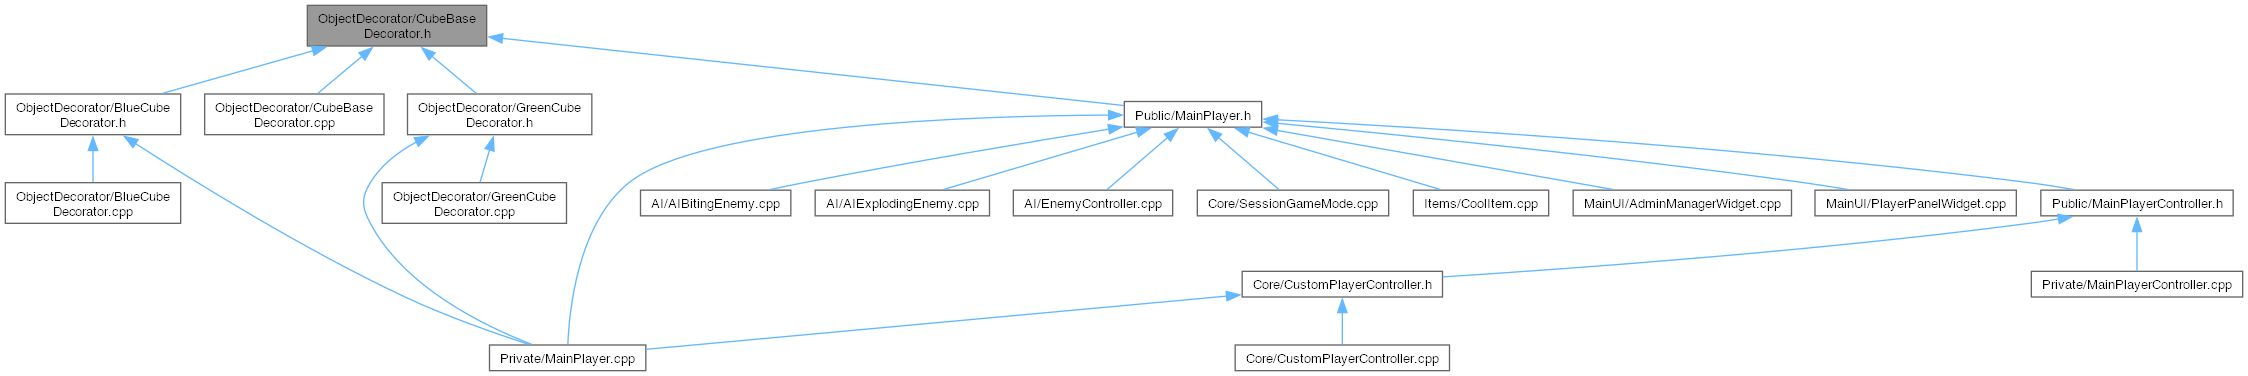 ObjectDecorator/CubeBase
Decorator.h
ObjectDecorator/BlueCube
Decorator.h
ObjectDecorator/CubeBase
Decorator.cpp
ObjectDecorator/GreenCube
Decorator.h
Public/MainPlayer.h
ObjectDecorator/BlueCube
Decorator.cpp
ObjectDecorator/GreenCube
Decorator.cpp
AI/AIBitingEnemy.cpp
AI/AIExplodingEnemy.cpp
AI/EnemyController.cpp
Core/SessionGameMode.cpp
Items/CoolItem.cpp
MainUI/AdminManagerWidget.cpp
MainUI/PlayerPanelWidget.cpp
Public/MainPlayerController.h
Core/CustomPlayerController.h
Private/MainPlayerController.cpp
Private/MainPlayer.cpp
Core/CustomPlayerController.cpp